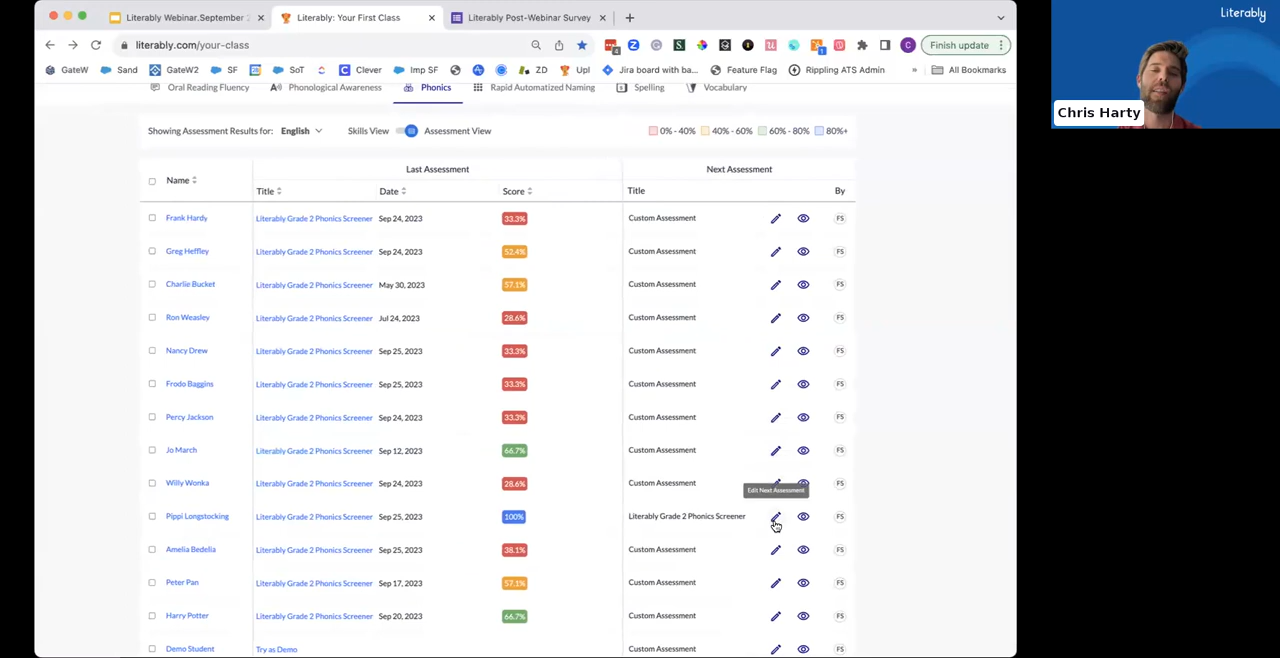 Literably Webinar.September
Literably: Your First Class
Literably Post-Webinar Survey
Literably
literably.com/your-class
Finish update
GateW
Sand
GateW2
SF
SoT
Clever
Imp SF
ZD
Upl
Jira board with ba...
Feature Flag
Rippling ATS Admin
»
All Bookmarks
Chris Harty
Oral Reading Fluency
Phonological Awareness
Phonics
Rapid Automatized Naming
Spelling
Vocabulary
Showing Assessment Results for: English
Skills View
Assessment View
0% - 40%
40% - 60%
60% - 80%
80%+
Name
Last Assessment
Next Assessment
Title
Date
Score
Title
By
Frank Hardy Literably Grade 2 Phonics Screener Sep 24, 2023 33.3% Custom Assessment FS
Greg Heffley Literably Grade 2 Phonics Screener Sep 24, 2023 52.4% Custom Assessment FS
Charlie Bucket Literably Grade 2 Phonics Screener May 30, 2023 57.1% Custom Assessment FS
Ron Weasley Literably Grade 2 Phonics Screener Jul 24, 2023 28.6% Custom Assessment FS
Nancy Drew Literably Grade 2 Phonics Screener Sep 25, 2023 33.3% Custom Assessment FS
Frodo Baggins Literably Grade 2 Phonics Screener Sep 25, 2023 33.3% Custom Assessment FS
Percy Jackson Literably Grade 2 Phonics Screener Sep 24, 2023 33.3% Custom Assessment FS
Jo March Literably Grade 2 Phonics Screener Sep 12, 2023 66.7% Custom Assessment FS
Willy Wonka Literably Grade 2 Phonics Screener Sep 24, 2023 28.6% Custom Assessment FS
Edit Next Assessment
Pippi Longstocking Literably Grade 2 Phonics Screener Sep 25, 2023 100% Literably Grade 2 Phonics Screener FS
Amelia Bedelia Literably Grade 2 Phonics Screener Sep 25, 2023 38.1% Custom Assessment FS
Peter Pan Literably Grade 2 Phonics Screener Sep 17, 2023 57.1% Custom Assessment FS
Harry Potter Literably Grade 2 Phonics Screener Sep 20, 2023 66.7% Custom Assessment FS
Demo Student Try as Demo Custom Assessment FS